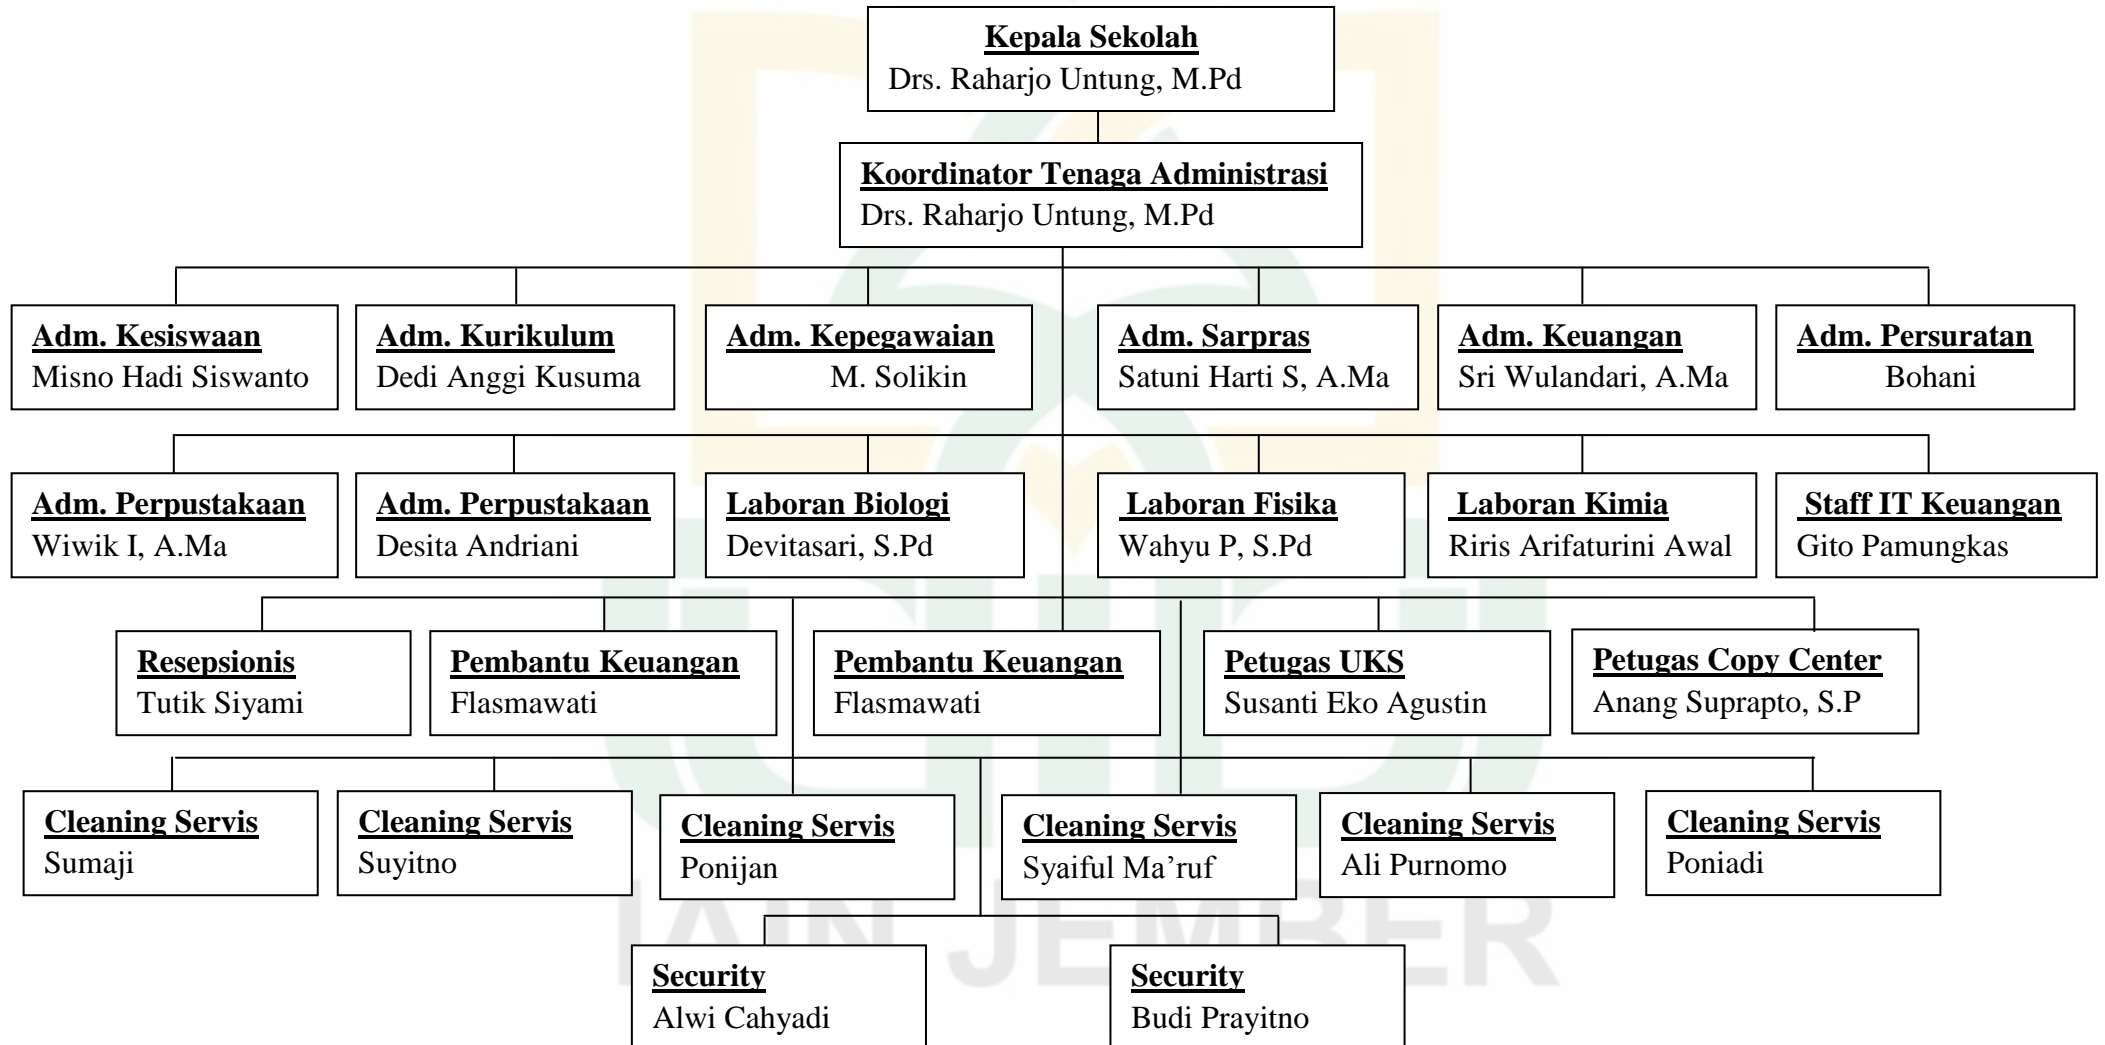 Kepala Sekolah
Drs. Raharjo Untung, M.Pd
Koordinator Tenaga Administrasi
Drs. Raharjo Untung, M.Pd
Adm. Kesiswaan
Misno Hadi Siswanto
Adm. Kurikulum
Dedi Anggi Kusuma
Adm. Kepegawaian
M. Solikin
Adm. Sarpras
Satuni Harti S, A.Ma
Adm. Keuangan
Sri Wulandari, A.Ma
Adm. Persuratan
Bohani
Adm. Perpustakaan
Wiwik I, A.Ma
Adm. Perpustakaan
Desita Andriani
Laboran Biologi
Devitasari, S.Pd
Laboran Fisika
Wahyu P, S.Pd
Laboran Kimia
Riris Arifaturini Awal
Staff IT Keuangan
Gito Pamungkas
Resepsionis
Tutik Siyami
Pembantu Keuangan
Flasmawati
Pembantu Keuangan
Flasmawati
Petugas UKS
Susanti Eko Agustin
Petugas Copy Center
Anang Suprapto, S.P
Cleaning Servis
Sumaji
Cleaning Servis
Suyitno
Cleaning Servis
Ponijan
Cleaning Servis
Syaiful Ma’ruf
Cleaning Servis
Ali Purnomo
Cleaning Servis
Poniadi
IAIN JEMBER
Security
Alwi Cahyadi
Security
Budi Prayitno